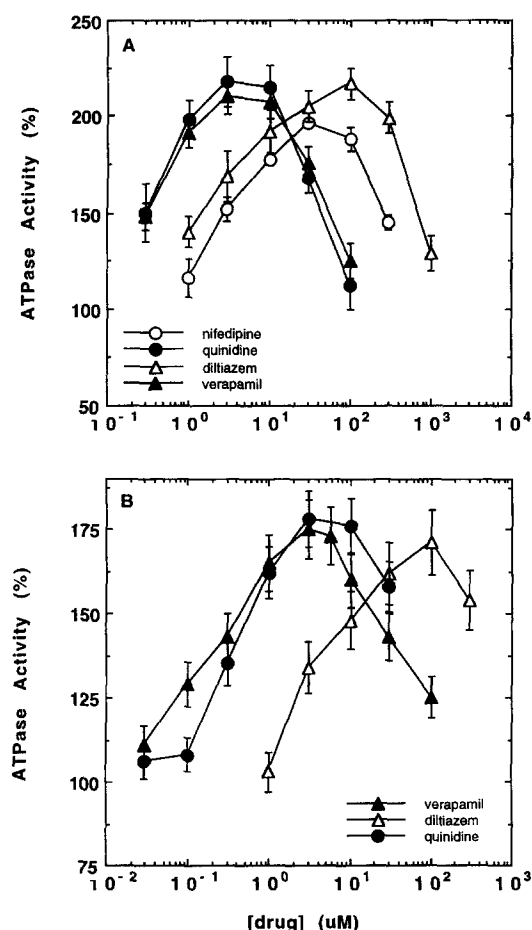 A
ATPase Activity (%)
250
200
150
100
50
nifedipine
quinidine
diltiazem
verapamil
10⁻¹ 10⁰ 10¹ 10² 10³ 10⁴
B
ATPase Activity (%)
175
150
125
100
75
verapamil
diltiazem
quinidine
10⁻² 10⁻¹ 10⁰ 10¹ 10² 10³
[drug] (uM)